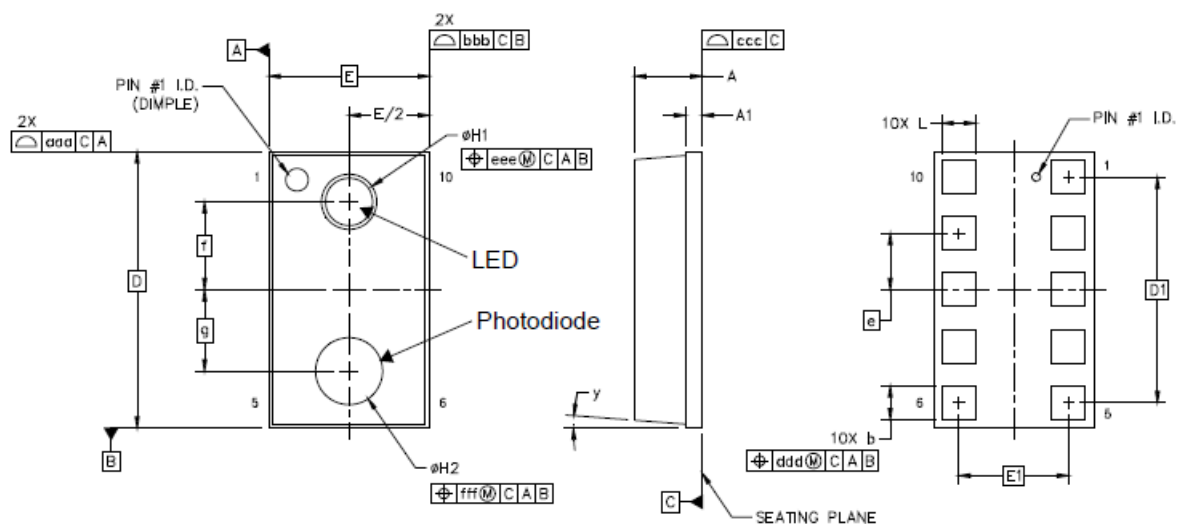 2X
⌓ bbb C B
⌓ ccc C
A
E
A
PIN #1 I.D.
(DIMPLE)
E/2
A1
10X L
PIN #1 I.D.
2X
⌓ aaa C A
øH1
⌖ eee Ⓜ C A B
1
10
10
1
f
LED
D
e
D1
g
Photodiode
5
6
y
6
5
10X b
B
øH2
⌖ ddd Ⓜ C A B
⌖ fff Ⓜ C A B
C
E1
SEATING PLANE